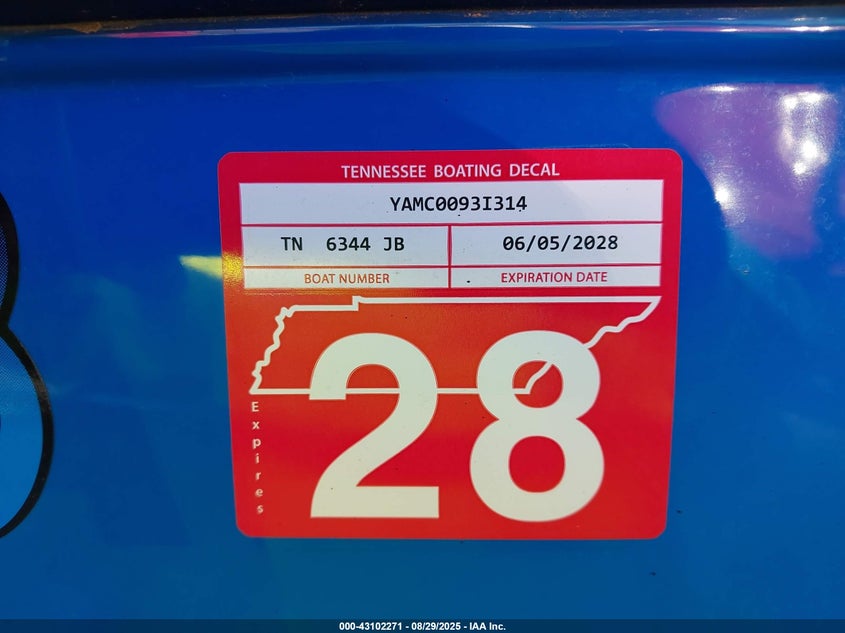 TENNESSEE BOATING DECAL
YAMC0093I314
TN 6344 JB
06/05/2028
BOAT NUMBER
EXPIRATION DATE
28
Expires
000-43102271 - 08/29/2025 - IAA Inc.